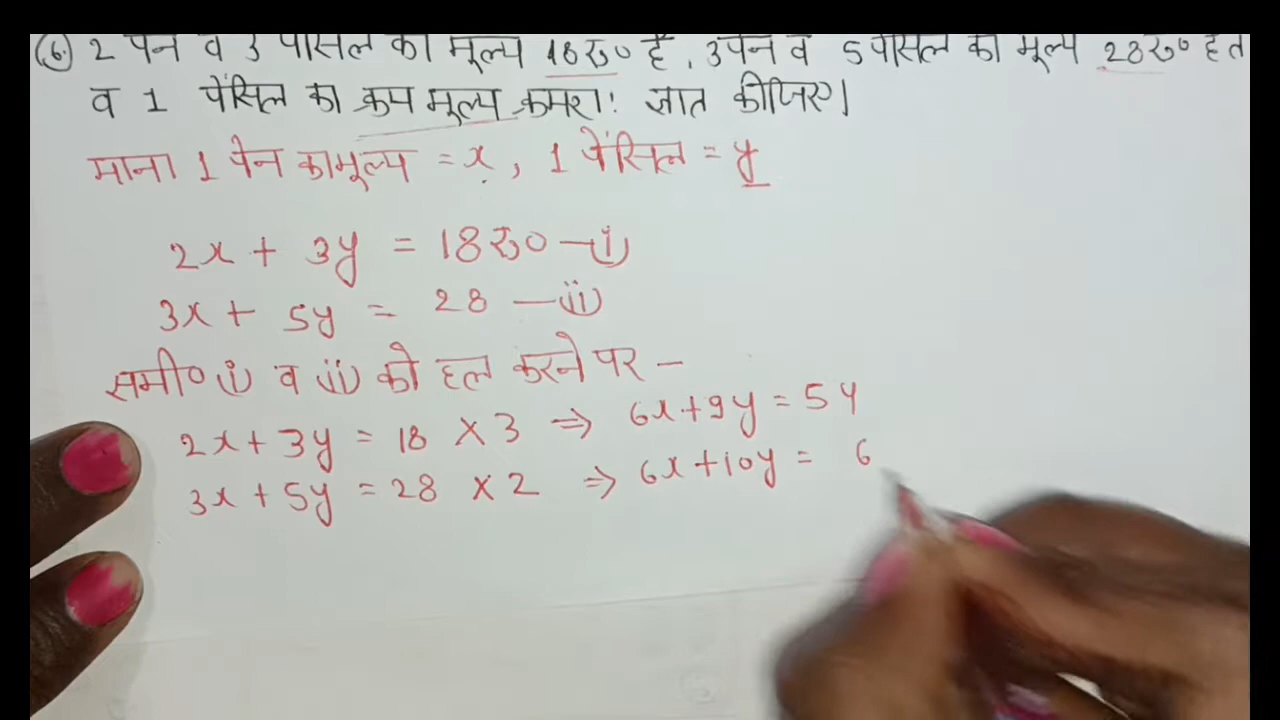 6. 2 पेन व 3 पेंसिल का मूल्य 18रु० है, 3 पेन व 5 पेंसिल का मूल्य 28रु० है त
व 1 पेंसिल का क्रय मूल्य क्रमशः ज्ञात कीजिए।
माना 1 पेन का मूल्य = x, 1 पेंसिल = y
2x + 3y = 18रु० —(i)
3x + 5y = 28 —(ii)
समी० (i) व (ii) को हल करने पर –
2x + 3y = 18 × 3 ⇒ 6x + 9y = 54
3x + 5y = 28 × 2 ⇒ 6x + 10y = 6